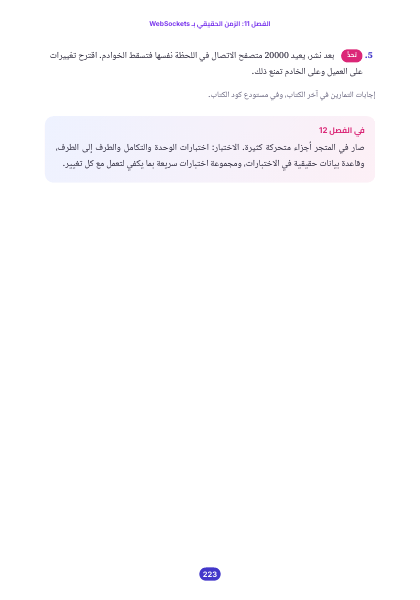 الفصل 11: الزمن الحقيقي بـ WebSockets
5. تحدٍّ بعد نشر، يعيد 20000 متصفح الاتصال في اللحظة نفسها فتسقط الخوادم. اقترح تغييرات
على العميل وعلى الخادم تمنع ذلك.
إجابات التمارين في آخر الكتاب، وفي مستودع كود الكتاب.
في الفصل 12
صار في المتجر أجزاء متحركة كثيرة. الاختبار: اختبارات الوحدة والتكامل والطرف إلى الطرف،
وقاعدة بيانات حقيقية في الاختبارات، ومجموعة اختبارات سريعة بما يكفي لتعمل مع كل تغيير.
223